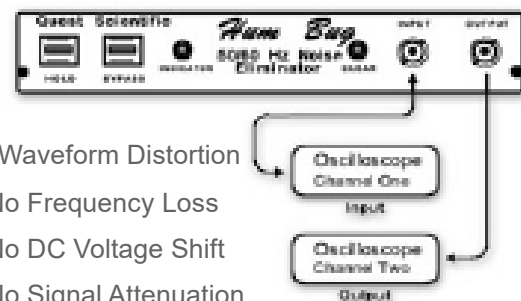 Quest Scientific
Hum Bug
50/60 Hz Noise
Eliminator
HOLD
BYPASS
INDICATOR
INPUT
OUTPUT
Waveform Distortion
No Frequency Loss
No DC Voltage Shift
No Signal Attenuation
Oscilloscope
Channel One
Input
Oscilloscope
Channel Two
Output